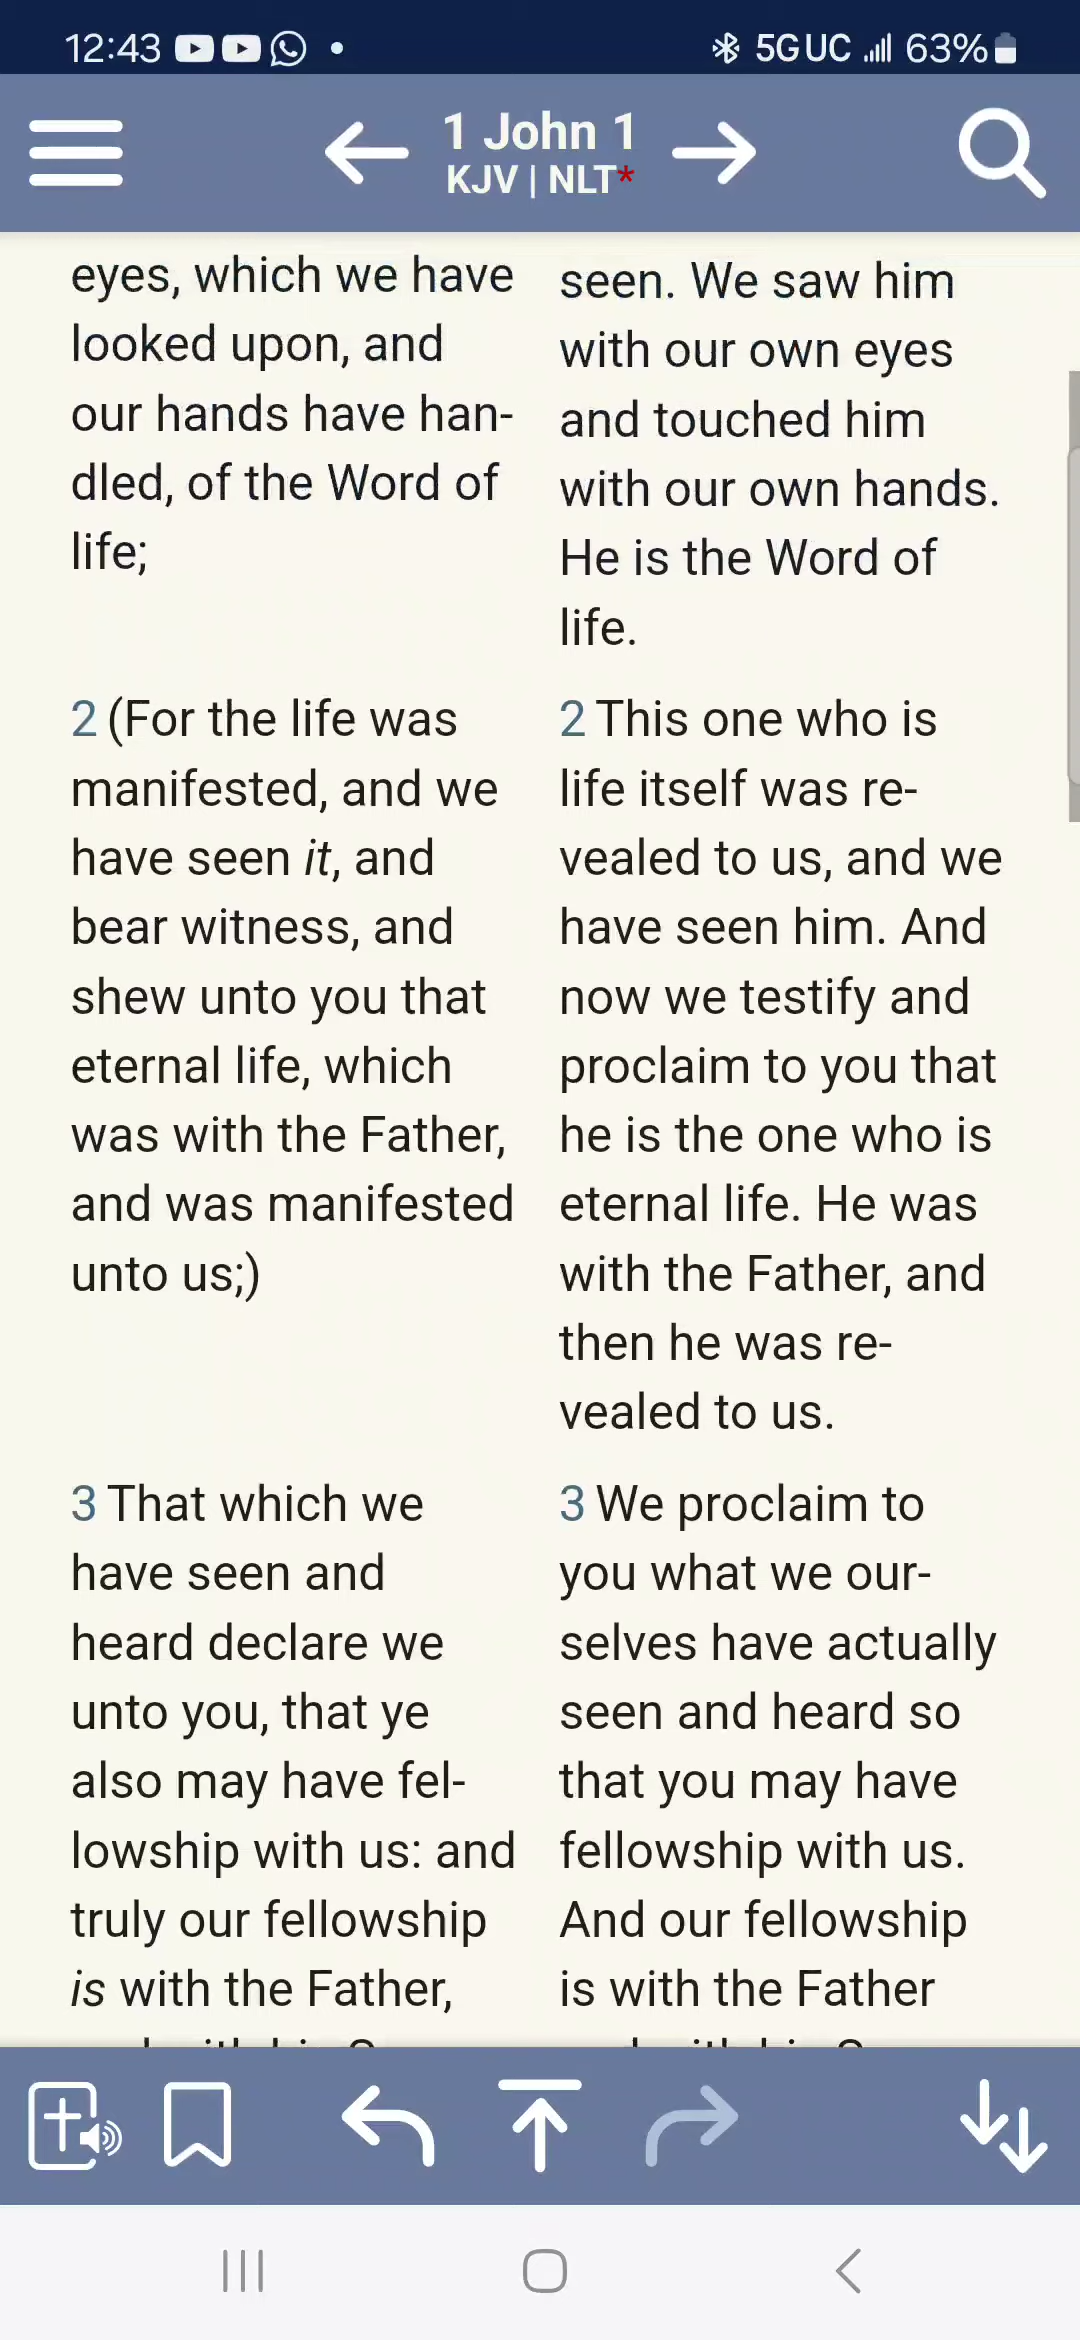 12:43
5G UC 63%
1 John 1
KJV | NLT*
eyes, which we have
looked upon, and
our hands have han-
dled, of the Word of
life;
2 (For the life was
manifested, and we
have seen it, and
bear witness, and
shew unto you that
eternal life, which
was with the Father,
and was manifested
unto us;)
3 That which we
have seen and
heard declare we
unto you, that ye
also may have fel-
lowship with us: and
truly our fellowship
is with the Father,
seen. We saw him
with our own eyes
and touched him
with our own hands.
He is the Word of
life.
2 This one who is
life itself was re-
vealed to us, and we
have seen him. And
now we testify and
proclaim to you that
he is the one who is
eternal life. He was
with the Father, and
then he was re-
vealed to us.
3 We proclaim to
you what we our-
selves have actually
seen and heard so
that you may have
fellowship with us.
And our fellowship
is with the Father